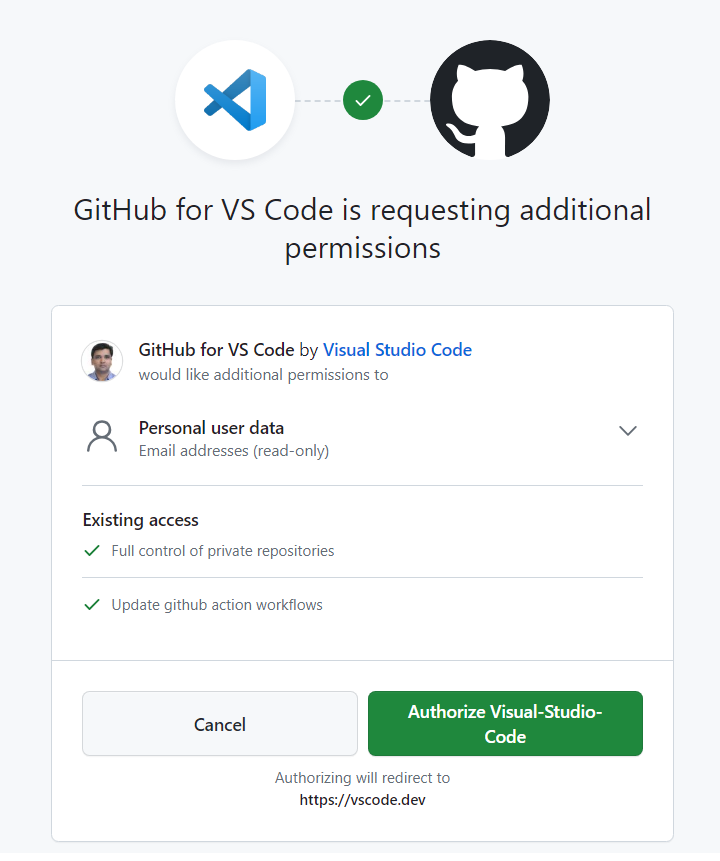 GitHub for VS Code is requesting additional
permissions
GitHub for VS Code by Visual Studio Code
would like additional permissions to
Personal user data
Email addresses (read-only)
Existing access
Full control of private repositories
Update github action workflows
Cancel
Authorize Visual-Studio-
Code
Authorizing will redirect to
https://vscode.dev